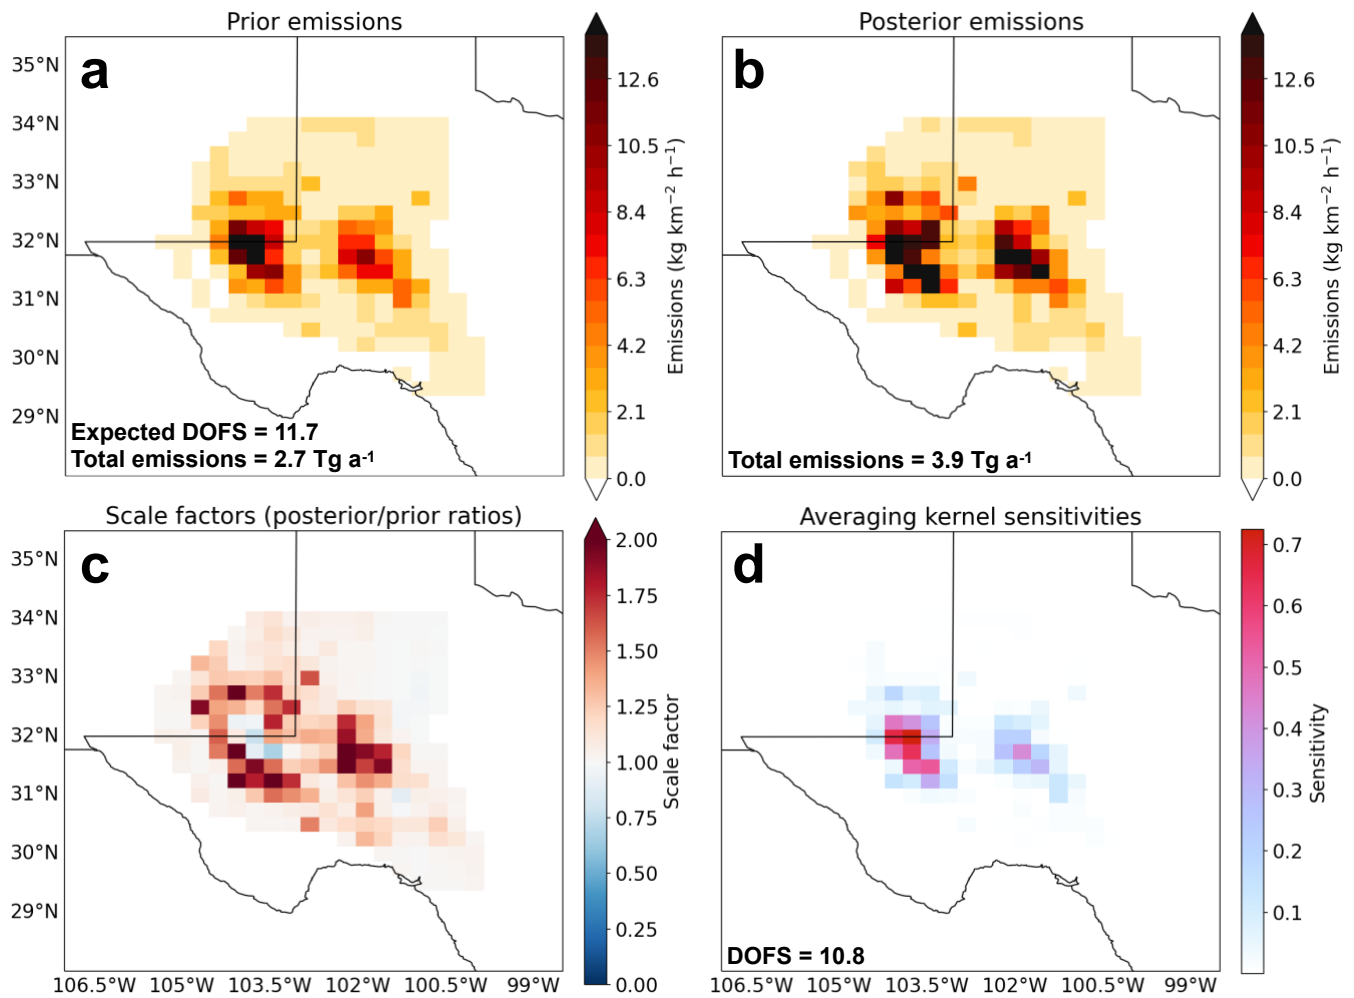 Prior emissions
a
35°N
34°N
33°N
32°N
31°N
30°N
29°N
Expected DOFS = 11.7
Total emissions = 2.7 Tg a-1
12.6
10.5
8.4
6.3
4.2
2.1
0.0
Emissions (kg km−2 h−1)
Posterior emissions
b
Total emissions = 3.9 Tg a-1
12.6
10.5
8.4
6.3
4.2
2.1
0.0
Emissions (kg km−2 h−1)
Scale factors (posterior/prior ratios)
c
35°N
34°N
33°N
32°N
31°N
30°N
29°N
106.5°W 105°W 103.5°W 102°W 100.5°W 99°W
2.00
1.75
1.50
1.25
1.00
0.75
0.50
0.25
0.00
Scale factor
Averaging kernel sensitivities
d
DOFS = 10.8
106.5°W 105°W 103.5°W 102°W 100.5°W 99°W
0.7
0.6
0.5
0.4
0.3
0.2
0.1
Sensitivity